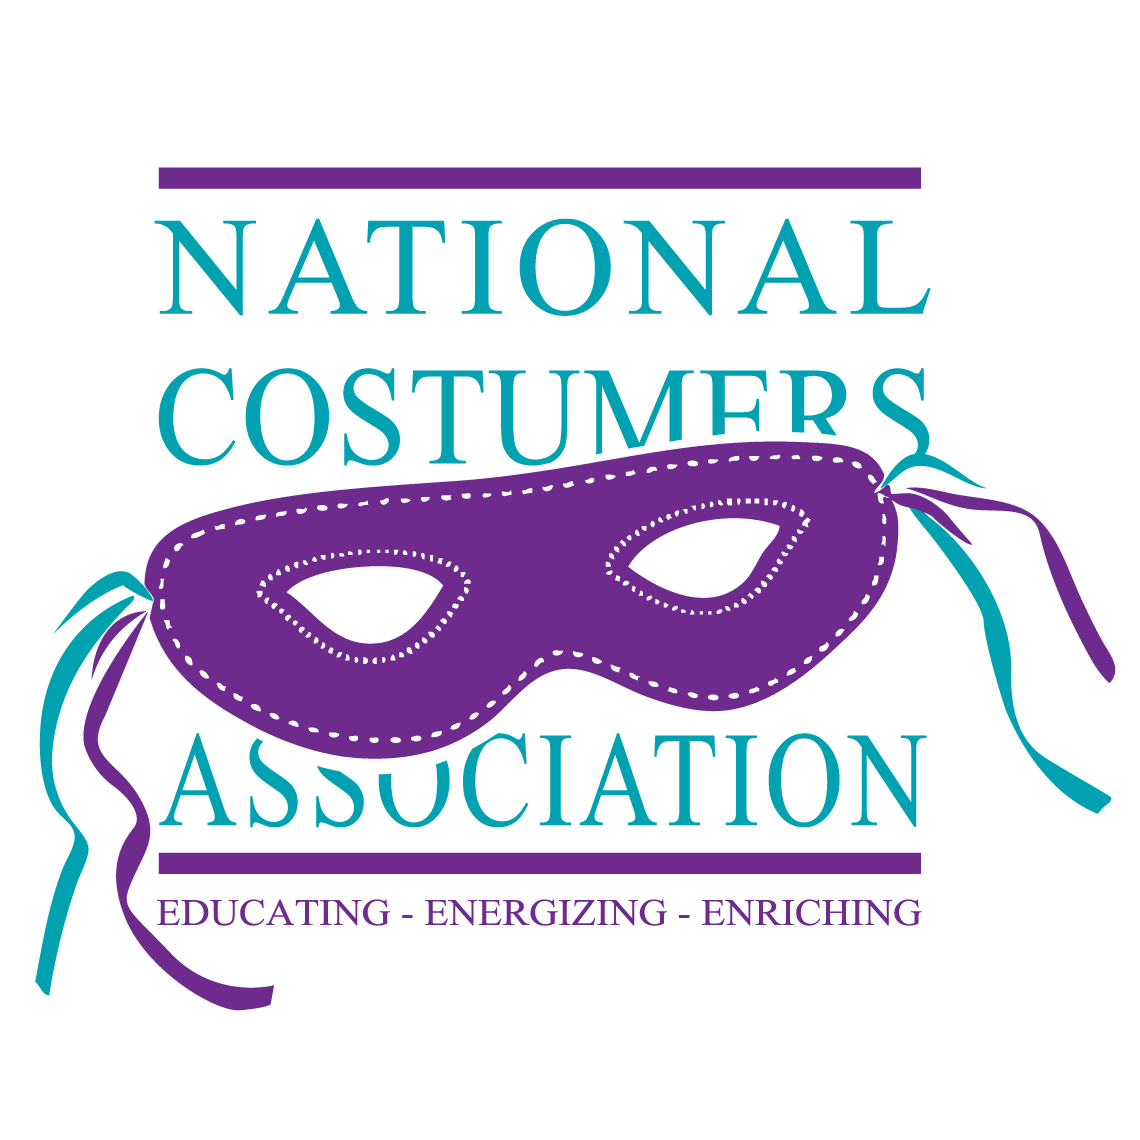 NATIONAL
COSTUMERS
ASSOCIATION
EDUCATING - ENERGIZING - ENRICHING